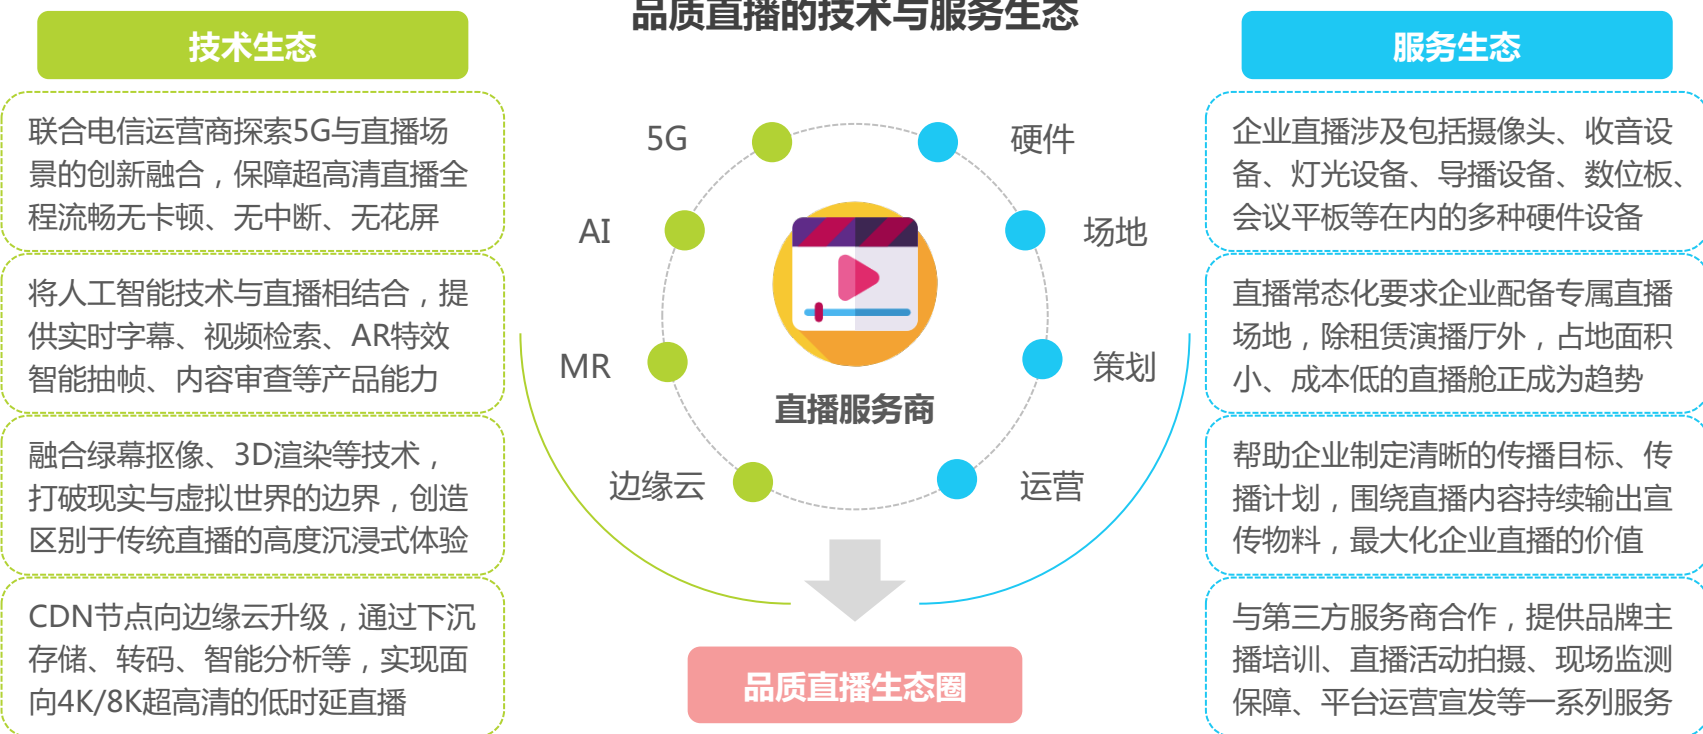 品质直播的技术与服务生态
技术生态
联合电信运营商探索5G与直播场
景的创新融合，保障超高清直播全
程流畅无卡顿、无中断、无花屏
将人工智能技术与直播相结合，提
供实时字幕、视频检索、AR特效
智能抽帧、内容审查等产品能力
融合绿幕抠像、3D渲染等技术，
打破现实与虚拟世界的边界，创造
区别于传统直播的高度沉浸式体验
CDN节点向边缘云升级，通过下沉
存储、转码、智能分析等，实现面
向4K/8K超高清的低时延直播
5G
AI
MR
边缘云
硬件
场地
策划
运营
直播服务商
品质直播生态圈
服务生态
企业直播涉及包括摄像头、收音设
备、灯光设备、导播设备、数位板、
会议平板等在内的多种硬件设备
直播常态化要求企业配备专属直播
场地，除租赁演播厅外，占地面积
小、成本低的直播舱正成为趋势
帮助企业制定清晰的传播目标、传
播计划，围绕直播内容持续输出宣
传物料，最大化企业直播的价值
与第三方服务商合作，提供品牌主
播培训、直播活动拍摄、现场监测
保障、平台运营宣发等一系列服务